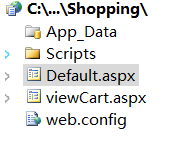 C:\...\Shopping\
App_Data
Scripts
Default.aspx
viewCart.aspx
web.config